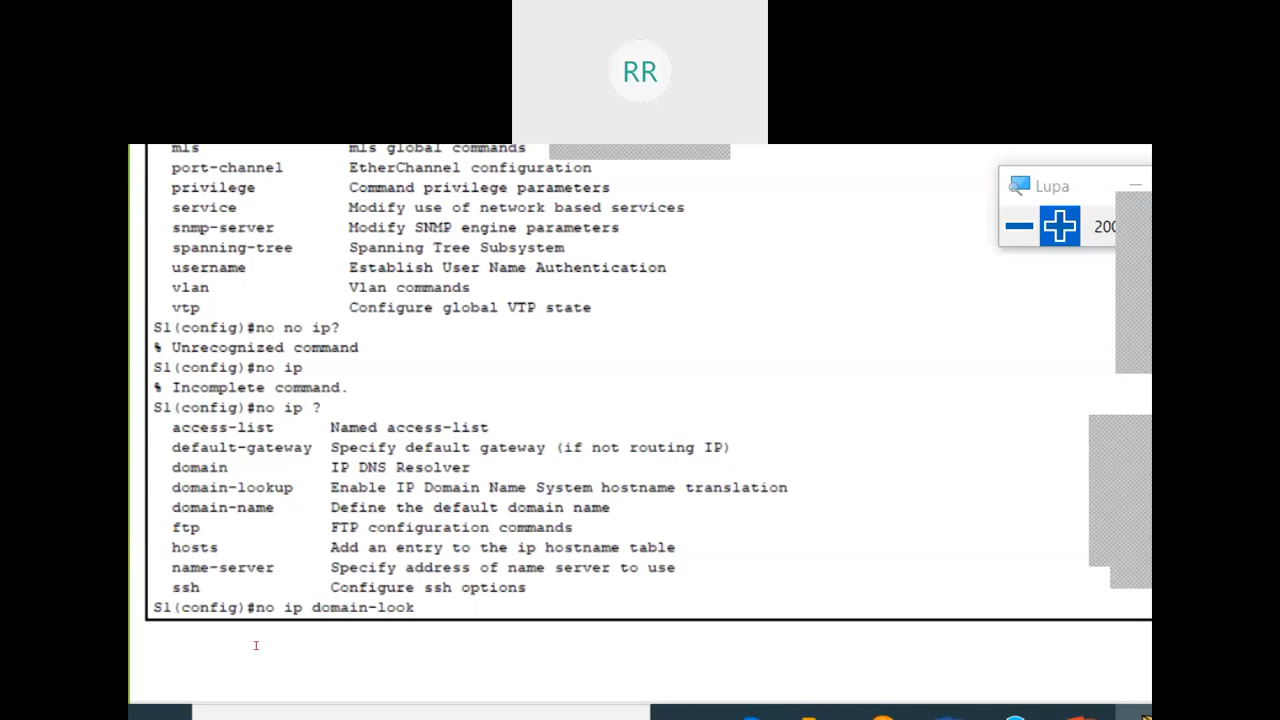 RR
mls mls global commands
port-channel EtherChannel configuration
privilege Command privilege parameters
service Modify use of network based services
snmp-server Modify SNMP engine parameters
spanning-tree Spanning Tree Subsystem
username Establish User Name Authentication
vlan Vlan commands
vtp Configure global VTP state
S1(config)#no no ip?
% Unrecognized command
S1(config)#no ip
% Incomplete command.
S1(config)#no ip ?
access-list Named access-list
default-gateway Specify default gateway (if not routing IP)
domain IP DNS Resolver
domain-lookup Enable IP Domain Name System hostname translation
domain-name Define the default domain name
ftp FTP configuration commands
hosts Add an entry to the ip hostname table
name-server Specify address of name server to use
ssh Configure ssh options
S1(config)#no ip domain-look
Lupa
200